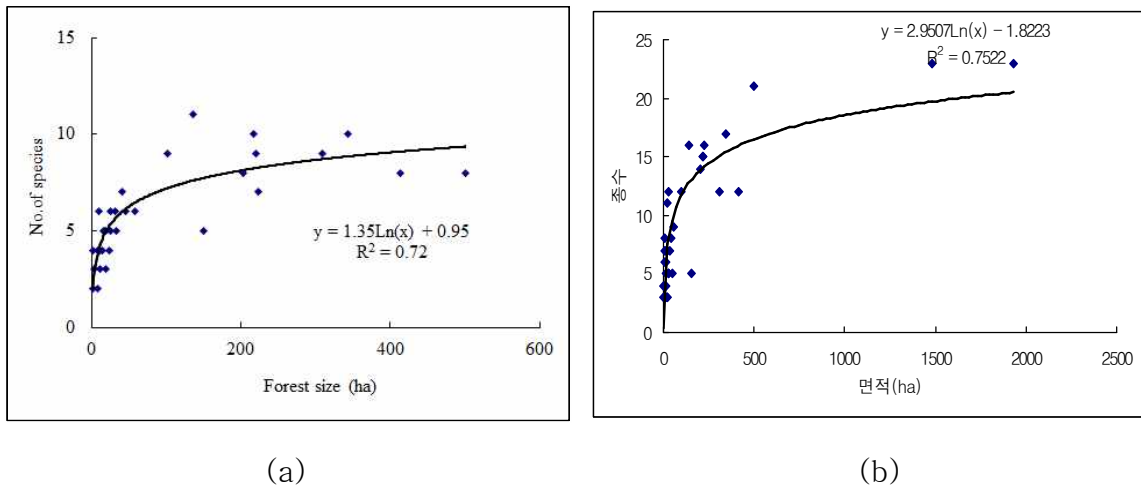 15
10
5
0
No. of species
y = 1.35Ln(x) + 0.95
R² = 0.72
0 200 400 600
Forest size (ha)
(a)
y = 2.9507Ln(x) − 1.8223
R² = 0.7522
25
20
15
10
5
0
종수
0 500 1000 1500 2000 2500
면적(ha)
(b)